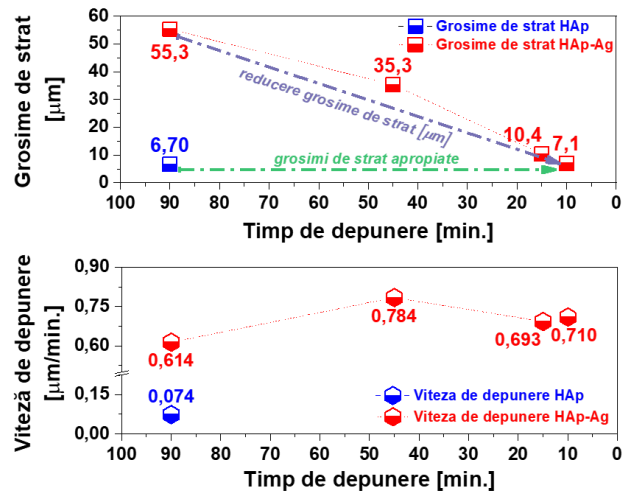 Grosime de strat
[μm]
60
50
40
30
20
10
0
Grosime de strat HAp
Grosime de strat HAp-Ag
55,3
35,3
10,4
7,1
6,70
reducere grosime de strat [μm]
grosimi de strat apropiate
100 90 80 70 60 50 40 30 20 10 0
Timp de depunere [min.]
Viteză de depunere
[μm/min.]
0,90
0,75
0,60
0,15
0,00
0,614
0,784
0,693
0,710
0,074
Viteza de depunere HAp
Viteza de depunere HAp-Ag
100 90 80 70 60 50 40 30 20 10 0
Timp de depunere [min.]